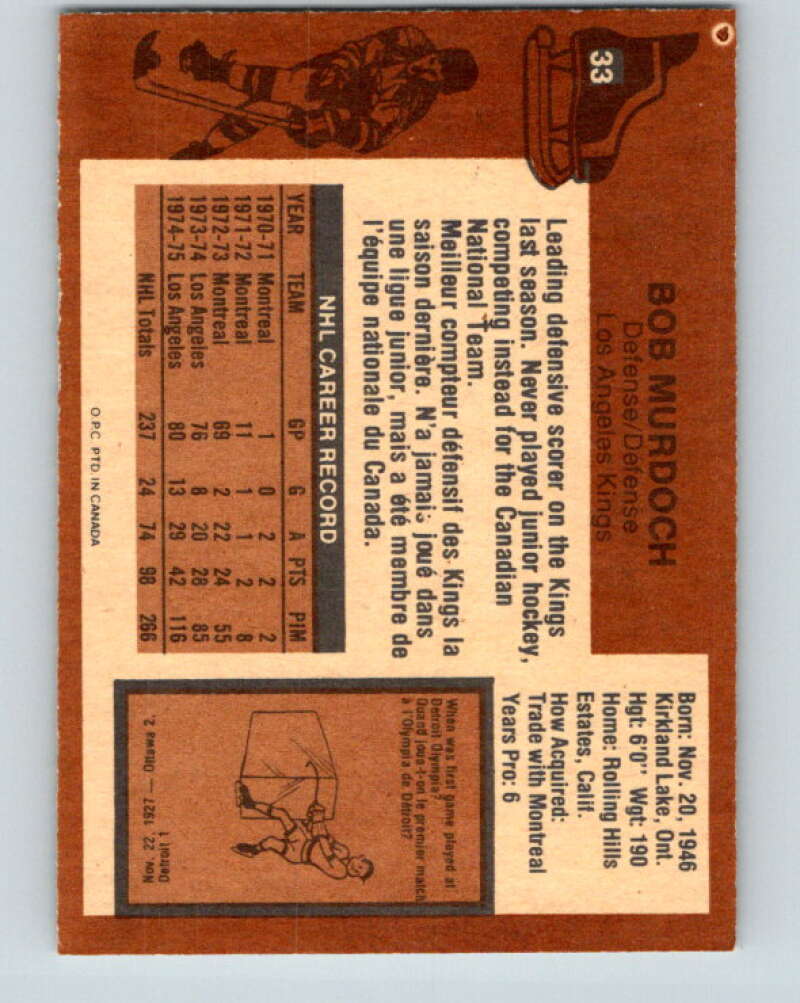 33
BOB MURDOCH
Defense/Défense
Los Angeles Kings
Born: Nov. 20, 1946
Kirkland Lake, Ont.
Hgt: 6'0" Wgt: 190
Home: Rolling Hills
Estates, Calif.
How Acquired:
Trade with Montreal
Years Pro: 6
Leading defensive scorer on the Kings
last season. Never played junior hockey,
competing instead for the Canadian
National Team.
Meilleur compteur défensif des Kings la
saison dernière. N'a jamais joué dans
une ligue junior, mais a été membre de
l'équipe nationale du Canada.
NHL CAREER RECORD
YEAR TEAM GP G A PTS PIM
1970-71 Montreal 1 0 2 2 2
1971-72 Montreal 11 1 1 2 8
1972-73 Montreal 69 2 22 24 55
1973-74 Los Angeles 76 8 20 28 85
1974-75 Los Angeles 80 13 29 42 116
NHL Totals 237 24 74 98 266
When was first game played at
Detroit Olympia?
Quand joua-t-on le premier match
à l'Olympia de Détroit?
Nov. 22, 1927 — Ottawa 2,
Detroit 1
O.P.C. PTD. IN CANADA